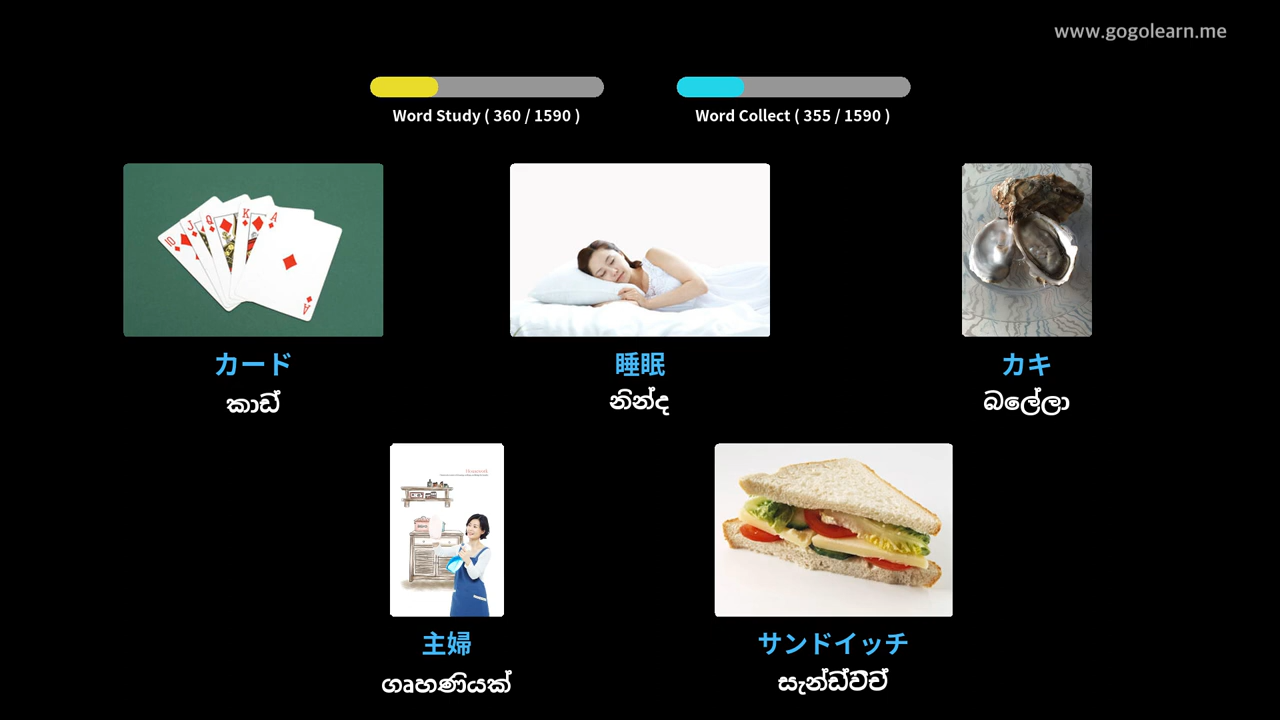 www.gogolearn.me
Word Study ( 360 / 1590 )
Word Collect ( 355 / 1590 )
カード
කාඩ්
睡眠
නින්ද
カキ
බලේලා
主婦
ගෘහණියක්
サンドイッチ
සැන්ඩ්විච්